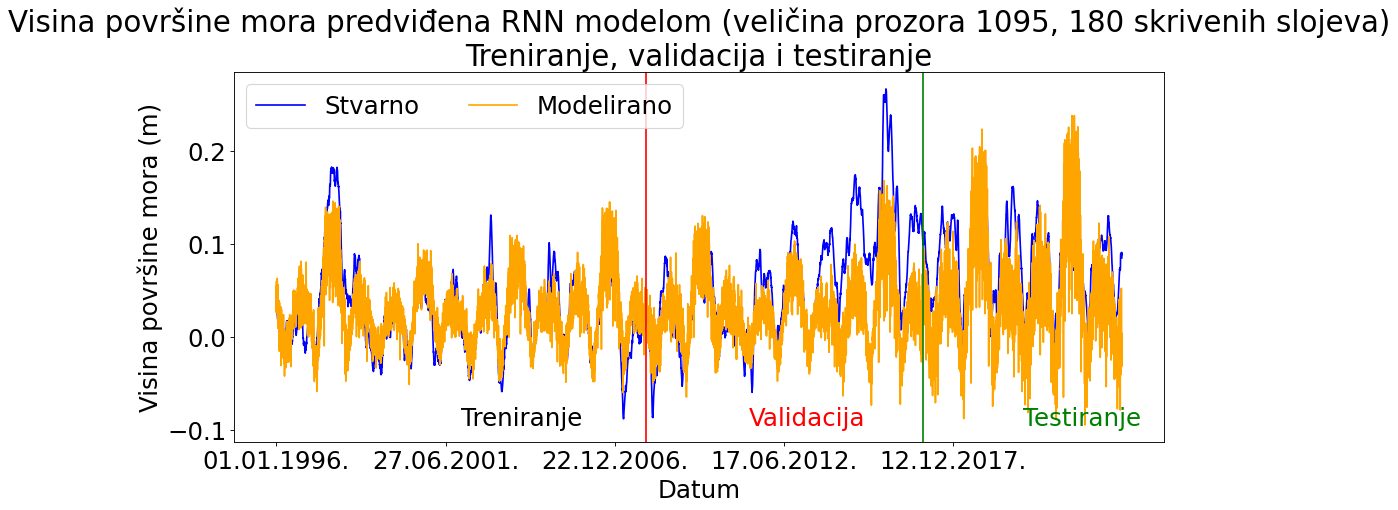 Visina površine mora predviđena RNN modelom (veličina prozora 1095, 180 skrivenih slojeva)
Treniranje, validacija i testiranje
Stvarno
Modelirano
Visina površine mora (m)
0.2
0.1
0.0
−0.1
Treniranje
Validacija
Testiranje
01.01.1996.
27.06.2001.
22.12.2006.
17.06.2012.
12.12.2017.
Datum